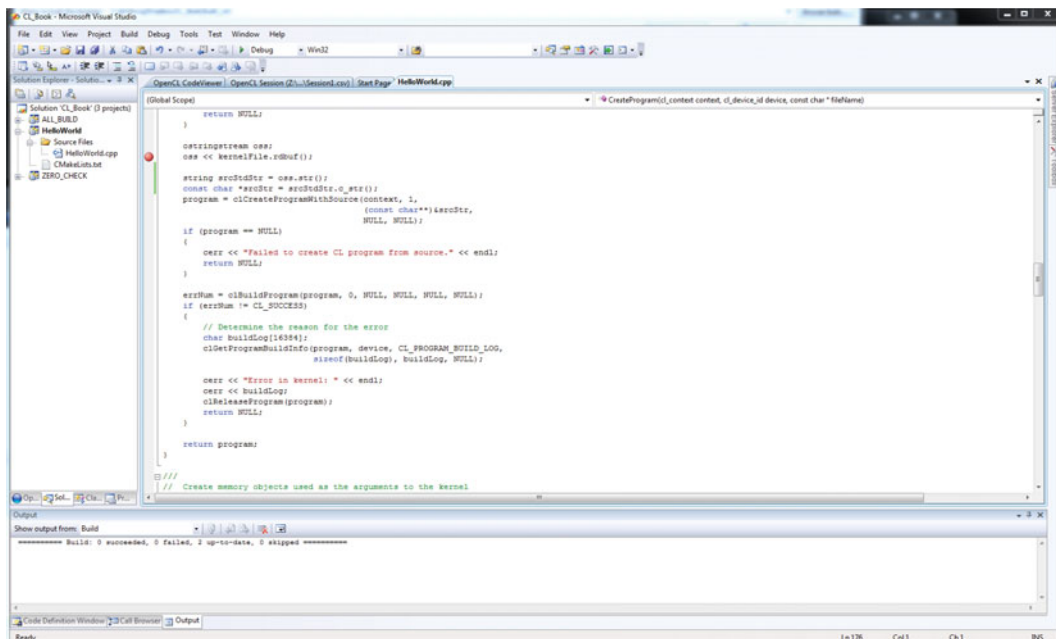 CL_Book - Microsoft Visual Studio
File Edit View Project Build Debug Tools Test Window Help
Debug Win32
Solution Explorer - Solutio...
OpenCL CodeViewer OpenCL Session (Z:\...\Session1.csv) Start Page HelloWorld.cpp
(Global Scope) CreateProgram(cl_context context, cl_device_id device, const char * fileName)
Solution 'CL_Book' (3 projects)
ALL_BUILD
HelloWorld
Source Files
HelloWorld.cpp
CMakeLists.txt
ZERO_CHECK
return NULL;
}
ostringstream oss;
oss << kernelFile.rdbuf();
string srcStdStr = oss.str();
const char *srcStr = srcStdStr.c_str();
program = clCreateProgramWithSource(context, 1,
(const char**)&srcStr,
NULL, NULL);
if (program == NULL)
{
cerr << "Failed to create CL program from source." << endl;
return NULL;
}
errNum = clBuildProgram(program, 0, NULL, NULL, NULL, NULL);
if (errNum != CL_SUCCESS)
{
// Determine the reason for the error
char buildLog[16384];
clGetProgramBuildInfo(program, device, CL_PROGRAM_BUILD_LOG,
sizeof(buildLog), buildLog, NULL);
cerr << "Error in kernel: " << endl;
cerr << buildLog;
clReleaseProgram(program);
return NULL;
}
return program;
}
///
// Create memory objects used as the arguments to the kernel
Op... Sol... Cla... Pr...
Output
Show output from: Build
========== Build: 0 succeeded, 0 failed, 2 up-to-date, 0 skipped ==========
Code Definition Window Call Browser Output
Ready Ln 176 Col 1 Ch 1 INS